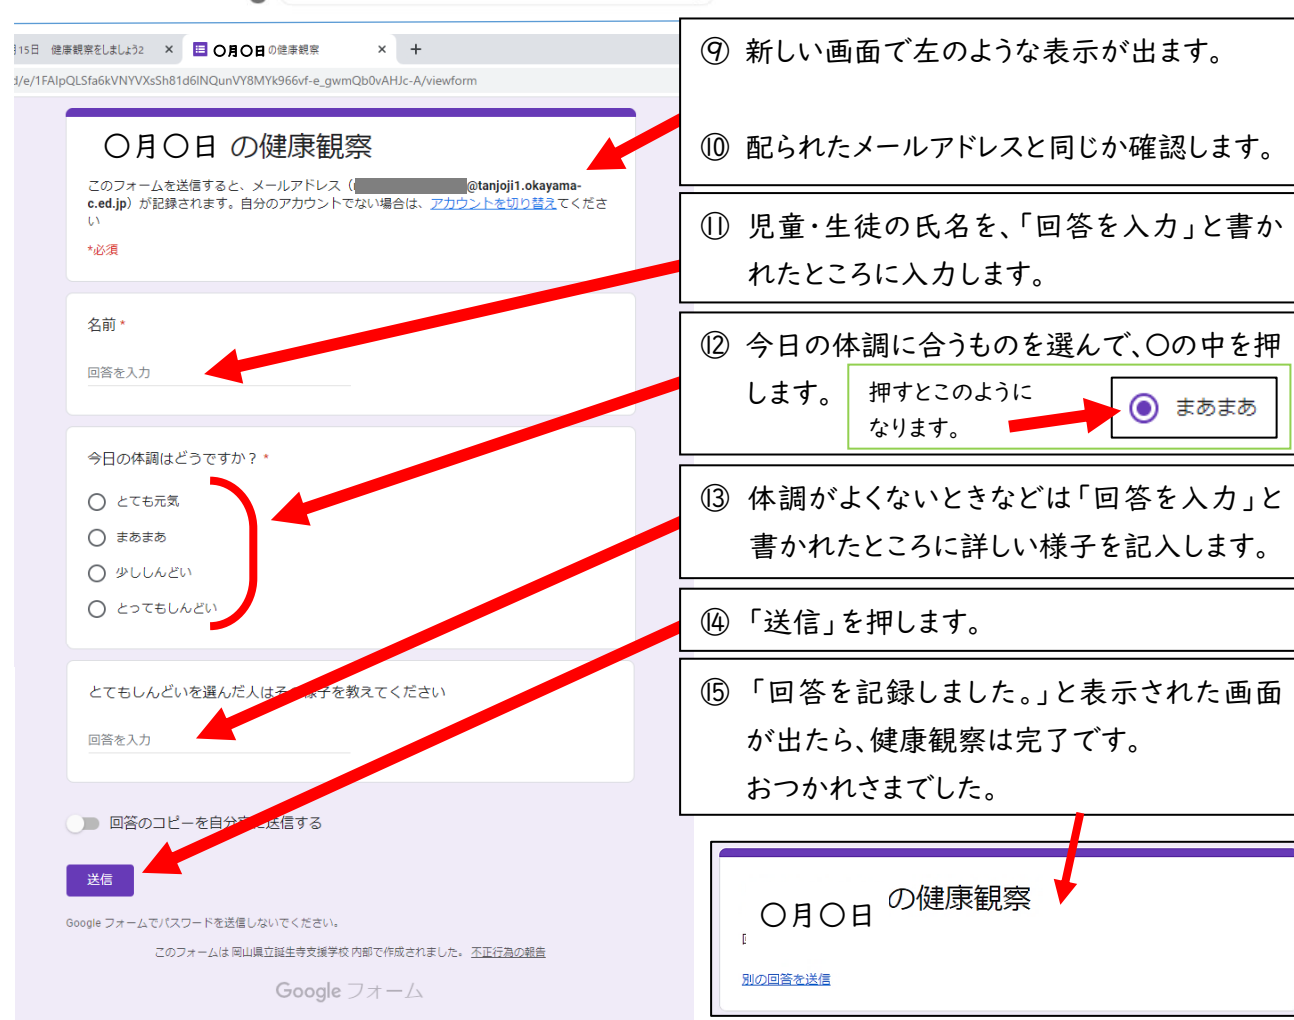 月15日 健康観察をしましょう2 × 〇月〇日の健康観察 × +
d/e/1FAIpQLSfa6kVNYVXsSh81d6lNQunVY8MYk966vf-e_gwmQb0vAHJc-A/viewform
〇月〇日 の健康観察
このフォームを送信すると、メールアドレス（ @tanjoji1.okayama-
c.ed.jp）が記録されます。自分のアカウントでない場合は、アカウントを切り替えてくださ
い
*必須
名前 *
回答を入力
今日の体調はどうですか？ *
とても元気
まあまあ
少ししんどい
とってもしんどい
とてもしんどいを選んだ人はその様子を教えてください
回答を入力
回答のコピーを自分宛に送信する
送信
Google フォームでパスワードを送信しないでください。
このフォームは 岡山県立誕生寺支援学校 内部で作成されました。 不正行為の報告
Google フォーム
⑨ 新しい画面で左のような表示が出ます。
⑩ 配られたメールアドレスと同じか確認します。
⑪ 児童・生徒の氏名を、「回答を入力」と書か
れたところに入力します。
⑫ 今日の体調に合うものを選んで、〇の中を押
します。
押すとこのように
なります。
まあまあ
⑬ 体調がよくないときなどは「回答を入力」と
書かれたところに詳しい様子を記入します。
⑭ 「送信」を押します。
⑮ 「回答を記録しました。」と表示された画面
が出たら、健康観察は完了です。
おつかれさまでした。
〇月〇日 の健康観察
別の回答を送信